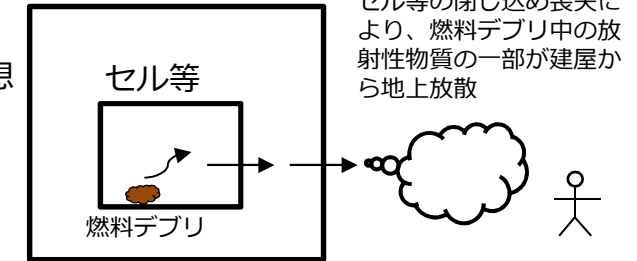 セル等の閉じ込め喪失に
より、燃料デブリ中の放
射性物質の一部が建屋か
ら地上放散
想
セル等
燃料デブリ